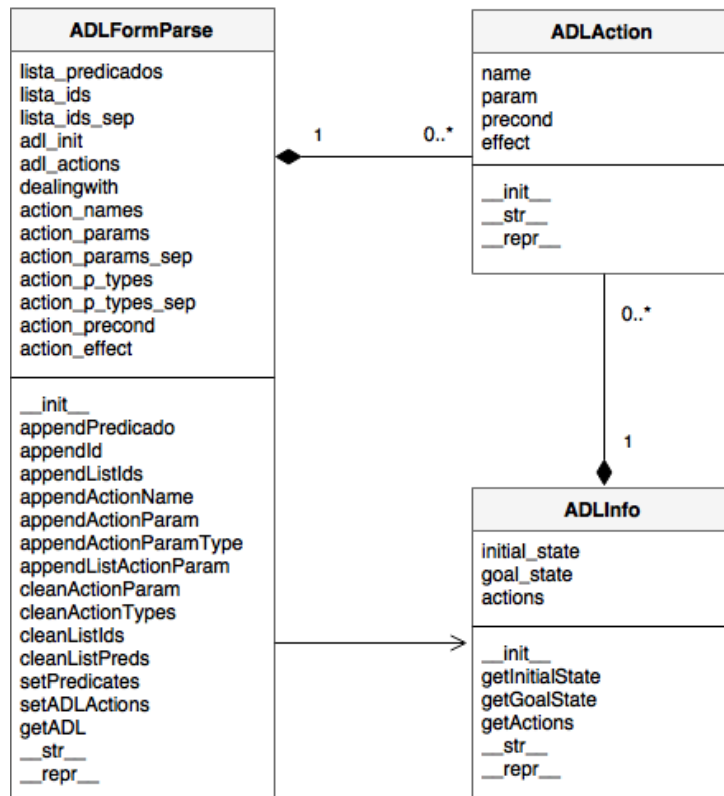 ADLFormParse
lista_predicados
lista_ids
lista_ids_sep
adl_init
adl_actions
dealingwith
action_names
action_params
action_params_sep
action_p_types
action_p_types_sep
action_precond
action_effect
__init__
appendPredicado
appendId
appendListIds
appendActionName
appendActionParam
appendActionParamType
appendListActionParam
cleanActionParam
cleanActionTypes
cleanListIds
cleanListPreds
setPredicates
setADLActions
getADL
__str__
__repr__
1
0..*
ADLAction
name
param
precond
effect
__init__
__str__
__repr__
0..*
1
ADLInfo
initial_state
goal_state
actions
__init__
getInitialState
getGoalState
getActions
__str__
__repr__